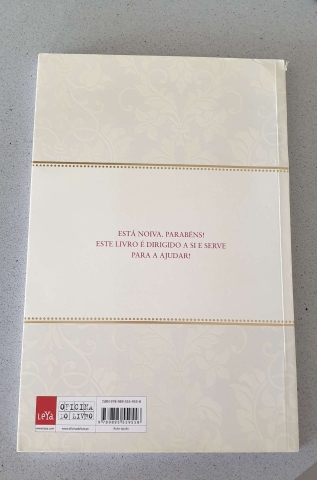 ESTÁ NOIVA. PARABÉNS!
ESTE LIVRO É DIRIGIDO A SI E SERVE
PARA A AJUDAR!
LEYA
OFICINA
DO LIVRO